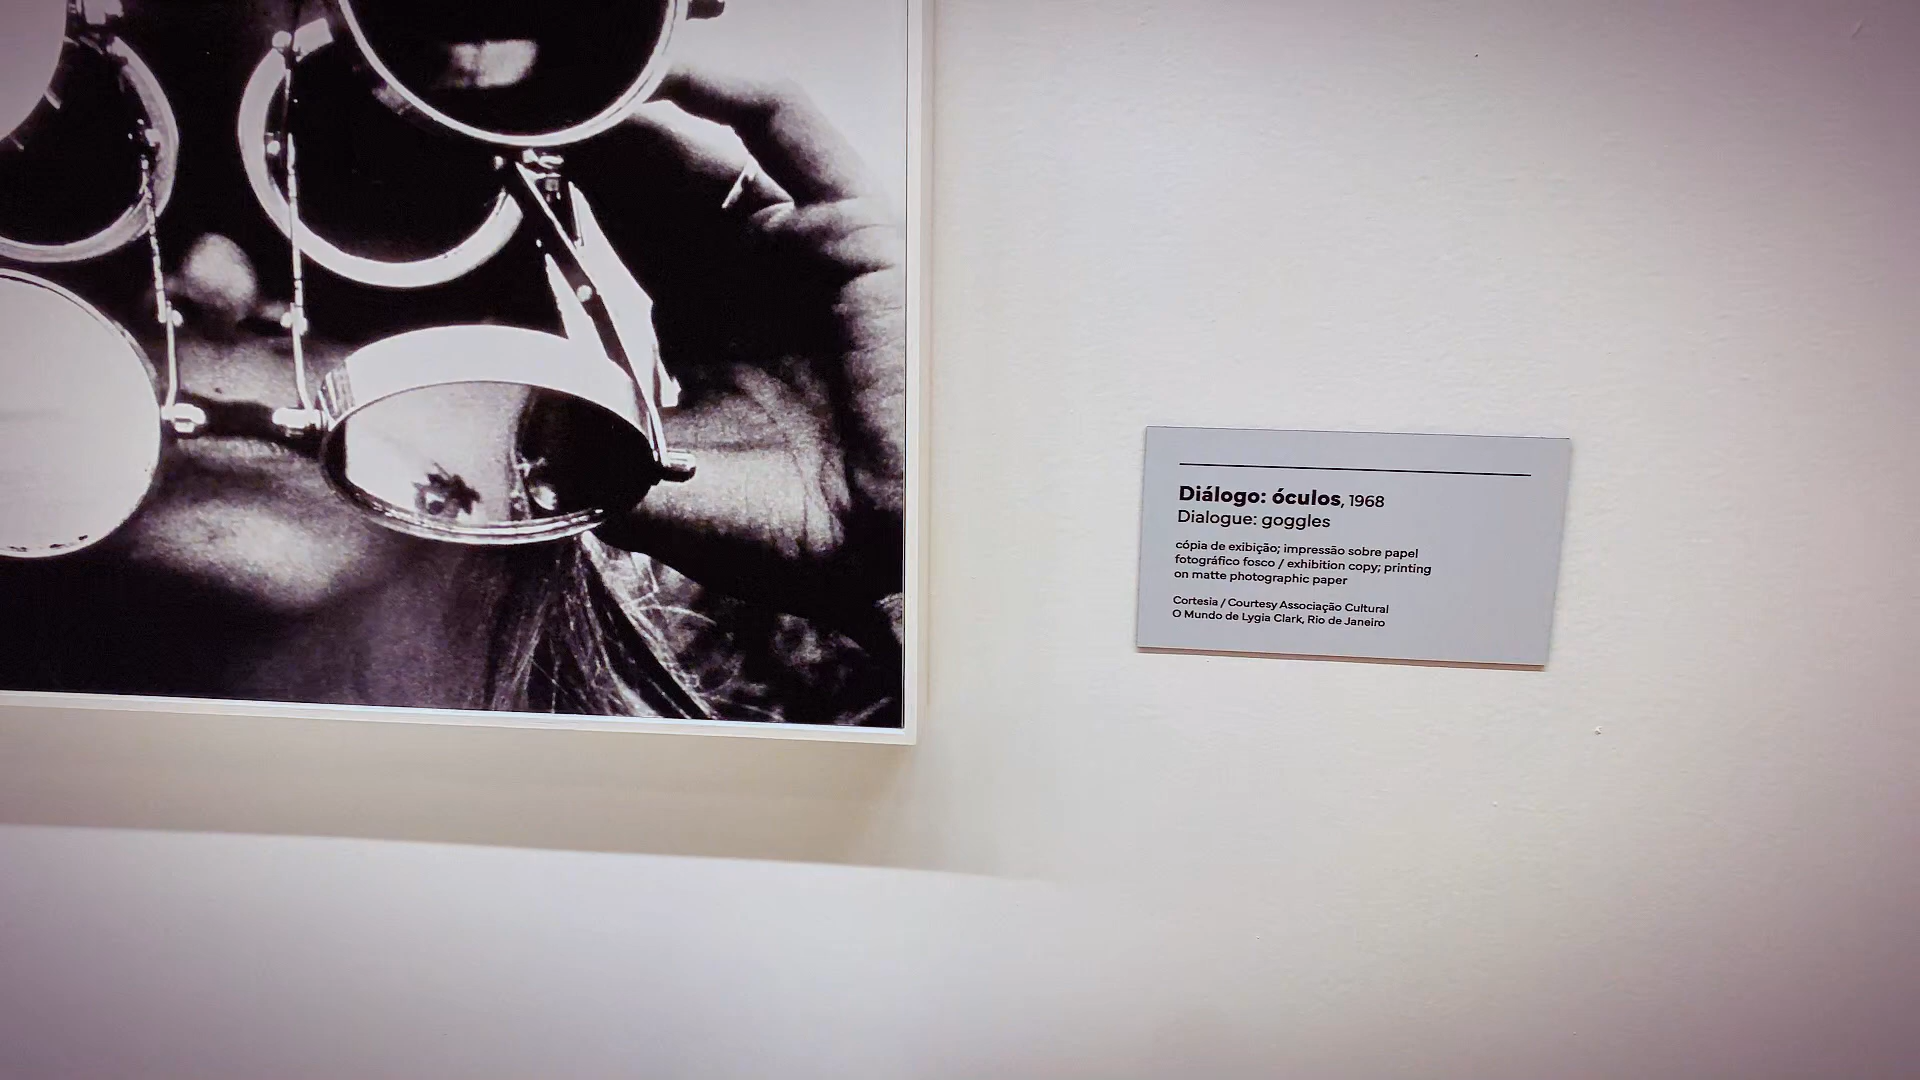 Diálogo: óculos, 1968
Dialogue: goggles
cópia de exibição; impressão sobre papel
fotográfico fosco / exhibition copy; printing
on matte photographic paper
Cortesia / Courtesy Associação Cultural
O Mundo de Lygia Clark, Rio de Janeiro